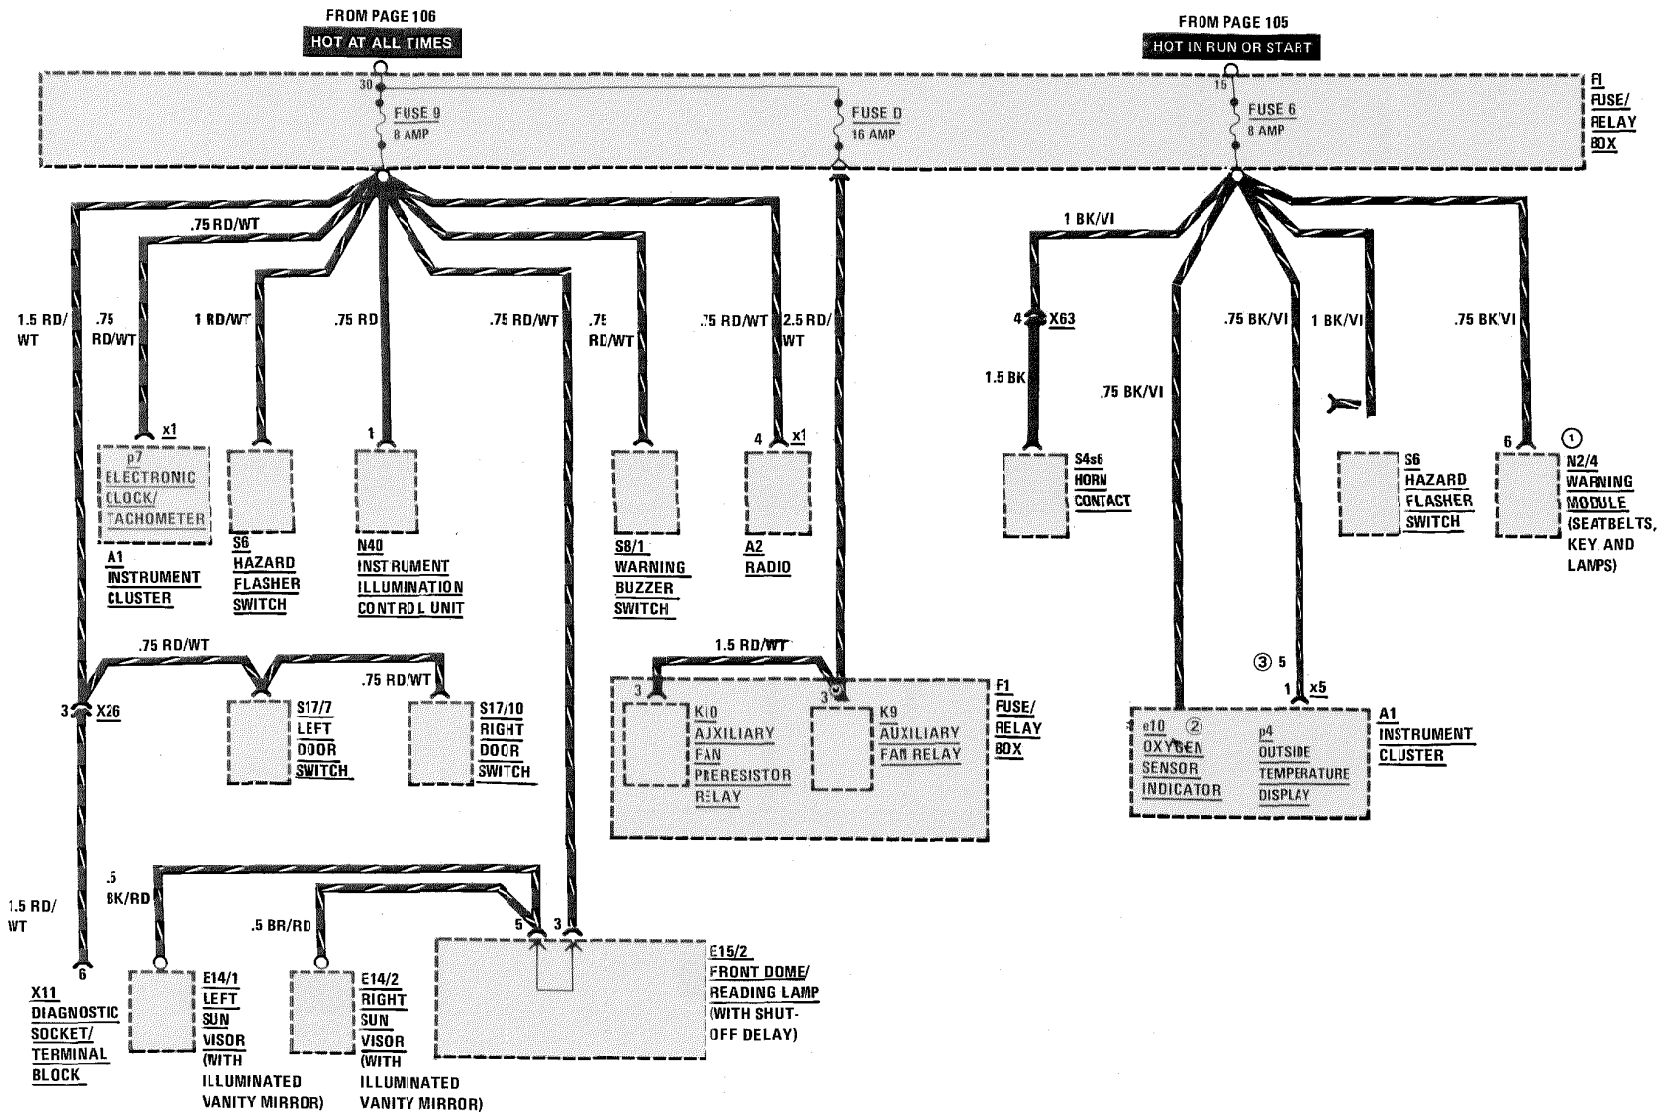 FROM PAGE 106
HOT AT ALL TIMES
FROM PAGE 105
HOT IN RUN OR START
30
FUSE 9
8 AMP
FUSE D
16 AMP
15
FUSE 6
8 AMP
F1
FUSE/
RELAY
BOX
.75 RD/WT
1 BK/VI
1.5 RD/
WT
.75
RD/WT
1 RD/WT
.75 RD
.75 RD/WT
.75
RD/WT
.75 RD/WT
2.5 RD/
WT
4
X63
1.5 BK
.75 BK/VI
.75 BK/VI
1 BK/VI
.75 BK/VI
x1
1
4
x1
6
1
p7
ELECTRONIC
CLOCK/
TACHOMETER
A1
INSTRUMENT
CLUSTER
S6
HAZARD
FLASHER
SWITCH
N40
INSTRUMENT
ILLUMINATION
CONTROL UNIT
S8/1
WARNING
BUZZER
SWITCH
A2
RADIO
S4s6
HORN
CONTACT
S6
HAZARD
FLASHER
SWITCH
N2/4
WARNING
MODULE
(SEATBELTS,
KEY AND
LAMPS)
.75 RD/WT
.75 RD/WT
1.5 RD/WT
3
X26
S17/7
LEFT
DOOR
SWITCH
S17/10
RIGHT
DOOR
SWITCH
3
K10
AUXILIARY
FAN
PRERESISTOR
RELAY
3
K9
AUXILIARY
FAN RELAY
F1
FUSE/
RELAY
BOX
3
5
1
x5
e10
2
OXYGEN
SENSOR
INDICATOR
p4
OUTSIDE
TEMPERATURE
DISPLAY
A1
INSTRUMENT
CLUSTER
1.5 RD/
WT
.5
BK/RD
.5 BR/RD
5
3
6
X11
DIAGNOSTIC
SOCKET/
TERMINAL
BLOCK
E14/1
LEFT
SUN
VISOR
(WITH
ILLUMINATED
VANITY MIRROR)
E14/2
RIGHT
SUN
VISOR
(WITH
ILLUMINATED
VANITY MIRROR)
E15/2
FRONT DOME/
READING LAMP
(WITH SHUT-
OFF DELAY)